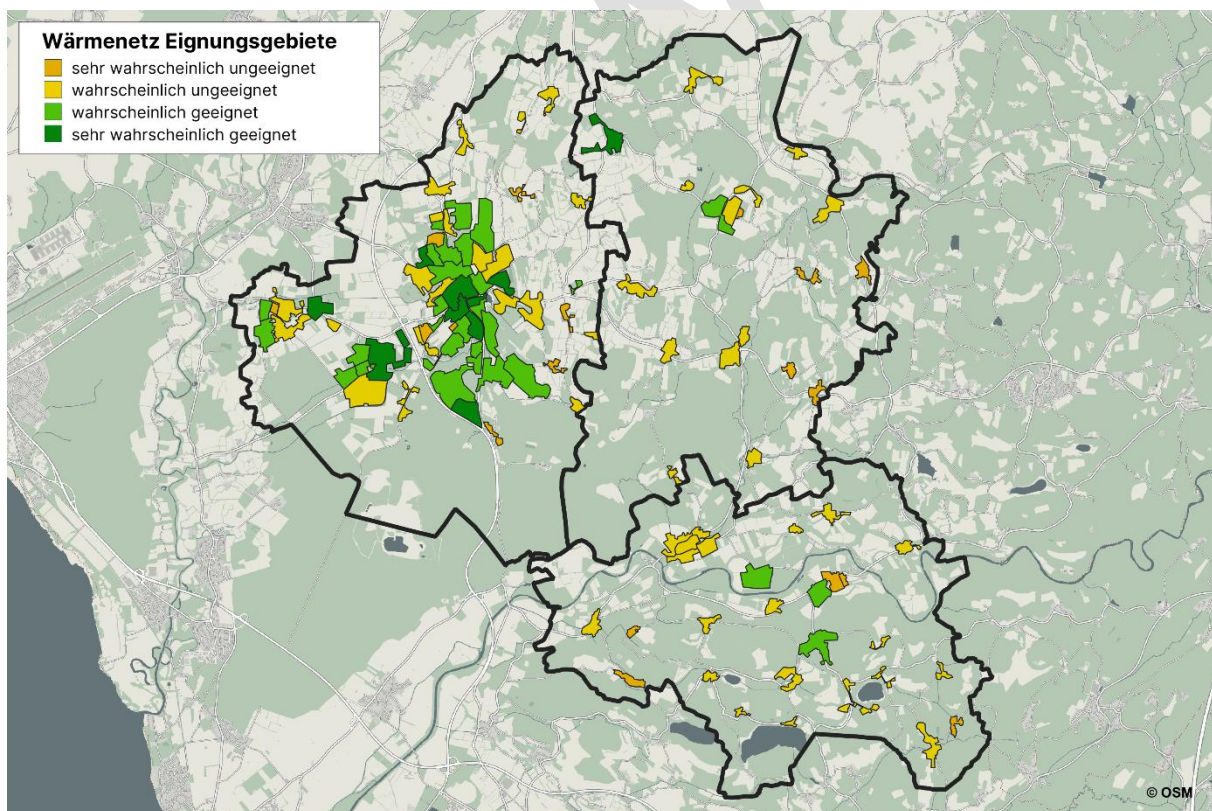 Wärmenetz Eignungsgebiete
sehr wahrscheinlich ungeeignet
wahrscheinlich ungeeignet
wahrscheinlich geeignet
sehr wahrscheinlich geeignet
© OSM